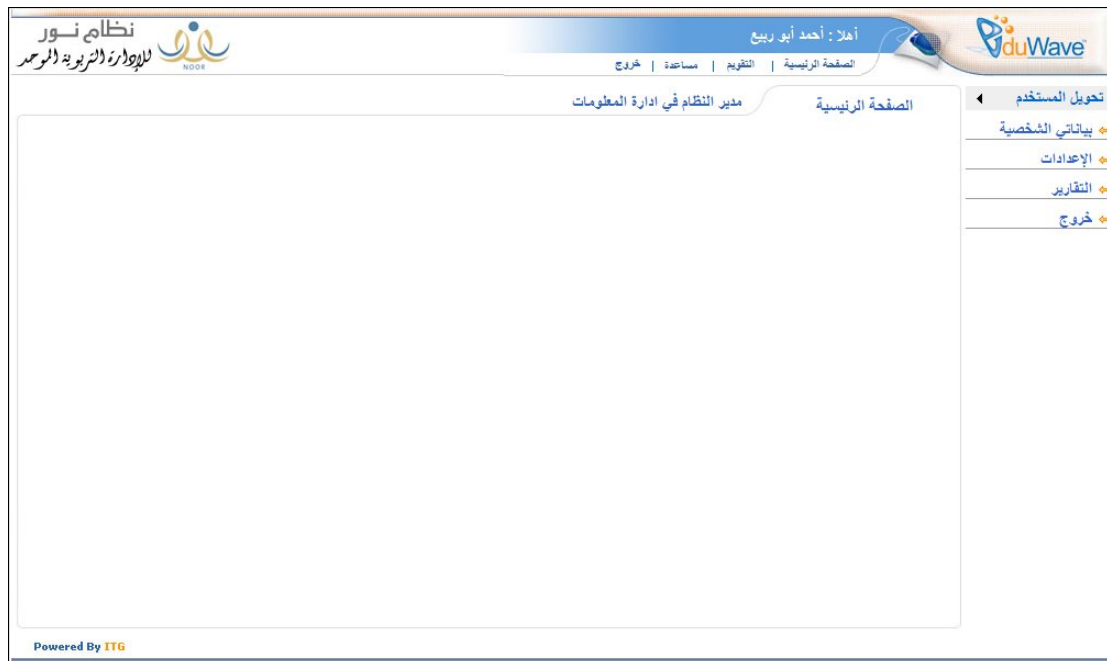 EduWave
أهلا : أحمد أبو ربيع
الصفحة الرئيسية | التقويم | مساعدة | خروج
نظام نور
للإدارة التربوية الموحد
NOOR
تحويل المستخدم
بياناتي الشخصية
الإعدادات
التقارير
خروج
الصفحة الرئيسية
مدير النظام في ادارة المعلومات
Powered By ITG